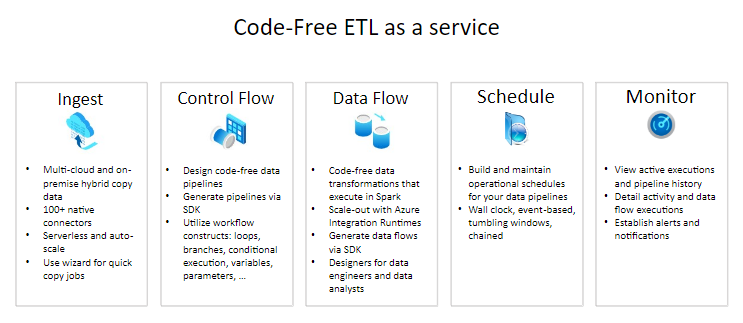 Code-Free ETL as a service
Ingest
• Multi-cloud and on-
premise hybrid copy
data
• 100+ native
connectors
• Serverless and auto-
scale
• Use wizard for quick
copy jobs
Control Flow
• Design code-free data
pipelines
• Generate pipelines via
SDK
• Utilize workflow
constructs: loops,
branches, conditional
execution, variables,
parameters, ...
Data Flow
• Code-free data
transformations that
execute in Spark
• Scale-out with Azure
Integration Runtimes
• Generate data flows
via SDK
• Designers for data
engineers and data
analysts
Schedule
• Build and maintain
operational schedules
for your data pipelines
• Wall clock, event-based,
tumbling windows,
chained
Monitor
• View active executions
and pipeline history
• Detail activity and data
flow executions
• Establish alerts and
notifications